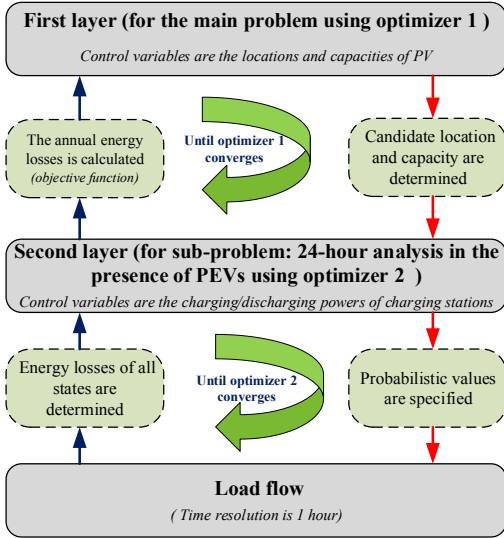 First layer (for the main problem using optimizer 1 )
Control variables are the locations and capacities of PV
The annual energy
losses is calculated
(objective function)
Until optimizer 1
converges
Candidate location
and capacity are
determined
Second layer (for sub-problem: 24-hour analysis in the
presence of PEVs using optimizer 2 )
Control variables are the charging/discharging powers of charging stations
Energy losses of all
states are
determined
Until optimizer 2
converges
Probabilistic values
are specified
Load flow
( Time resolution is 1 hour)